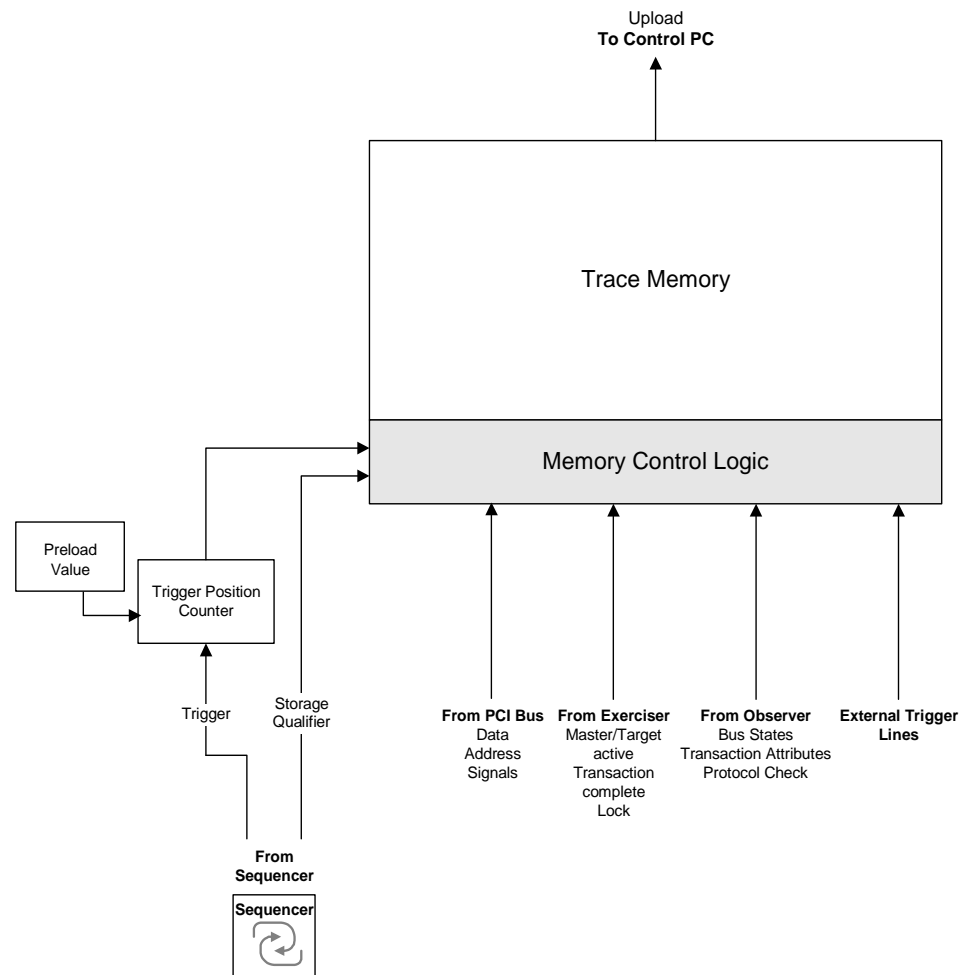 Upload
To Control PC
Trace Memory
Memory Control Logic
Preload
Value
Trigger Position
Counter
Trigger
Storage
Qualifier
From PCI Bus
Data
Address
Signals
From Exerciser
Master/Target
active
Transaction
complete
Lock
From Observer
Bus States
Transaction Attributes
Protocol Check
External Trigger
Lines
From
Sequencer
Sequencer